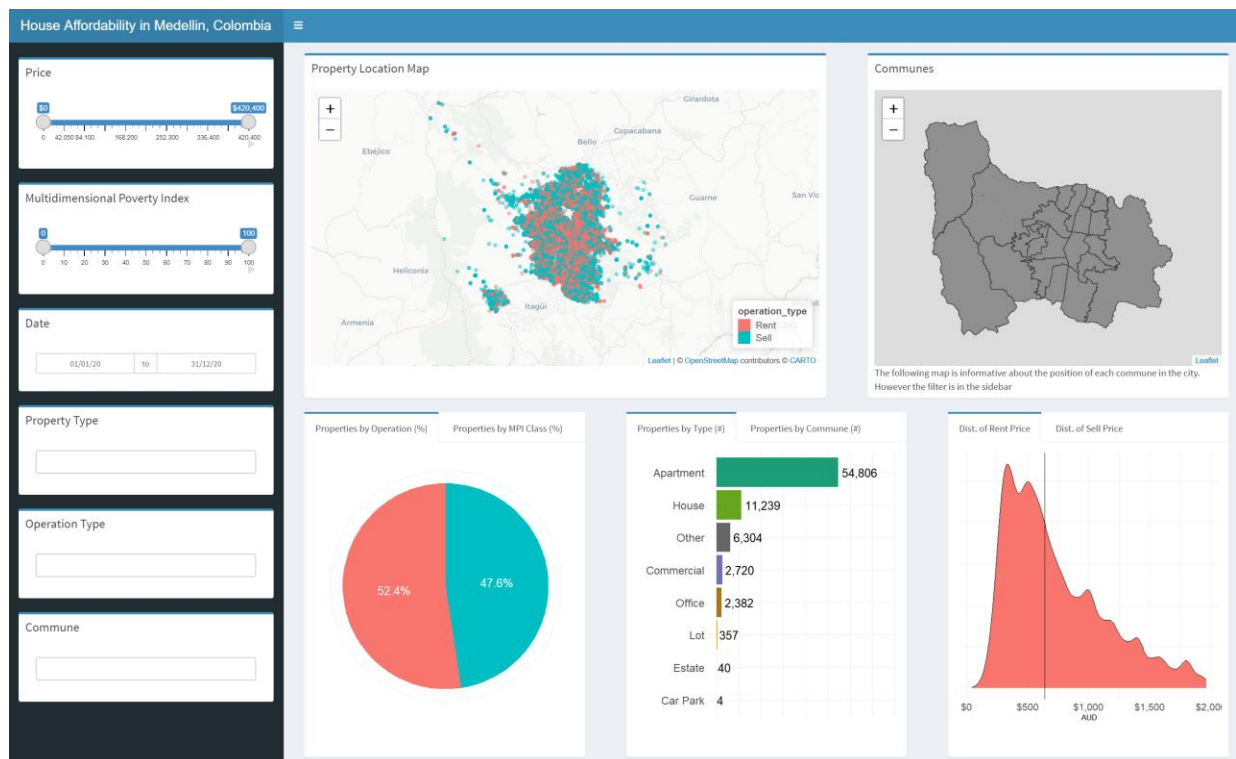 House Affordability in Medellin, Colombia
Price
$0 $420,400
0 42,050 84,100 168,200 252,300 336,400 420,400
Multidimensional Poverty Index
0 100
0 10 20 30 40 50 60 70 80 90 100
Date
01/01/20 to 31/12/20
Property Type
Operation Type
Commune
Property Location Map
+
−
Girardota
Copacabana
Bello
Ebéjico
Guarne
San Vic
Heliconia
Itagüí
Armenia
operation_type
Rent
Sell
Leaflet | © OpenStreetMap contributors © CARTO
Communes
+
−
Leaflet
The following map is informative about the position of each commune in the city.
However the filter is in the sidebar
Properties by Operation (%) Properties by MPI Class (%)
52.4% 47.6%
Properties by Type (#) Properties by Commune (#)
Apartment 54,806
House 11,239
Other 6,304
Commercial 2,720
Office 2,382
Lot 357
Estate 40
Car Park 4
Dist. of Rent Price Dist. of Sell Price
$0 $500 $1,000 $1,500 $2,00
AUD